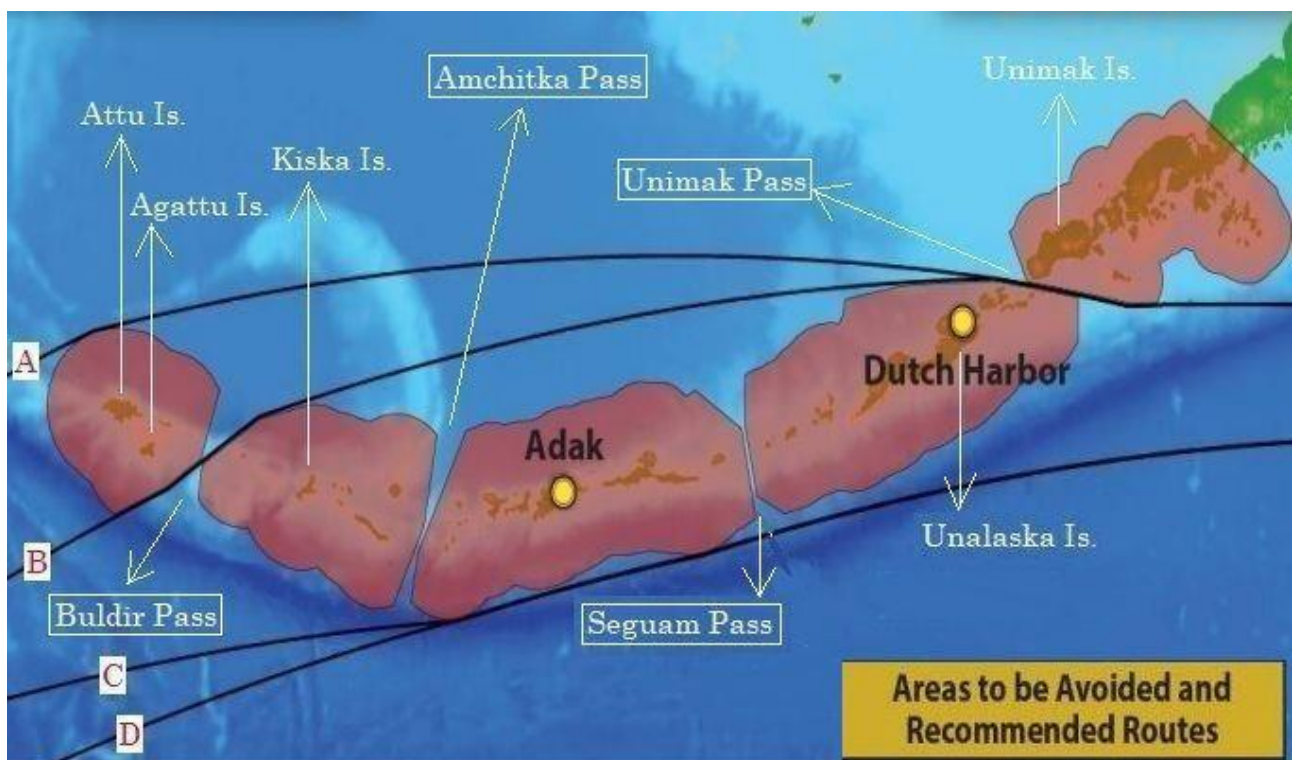 Amchitka Pass
Unimak Is.
Attu Is.
Kiska Is.
Unimak Pass
Agattu Is.
A
Dutch Harbor
Adak
B
Unalaska Is.
Buldir Pass
Seguam Pass
C
D
Areas to be Avoided and
Recommended Routes